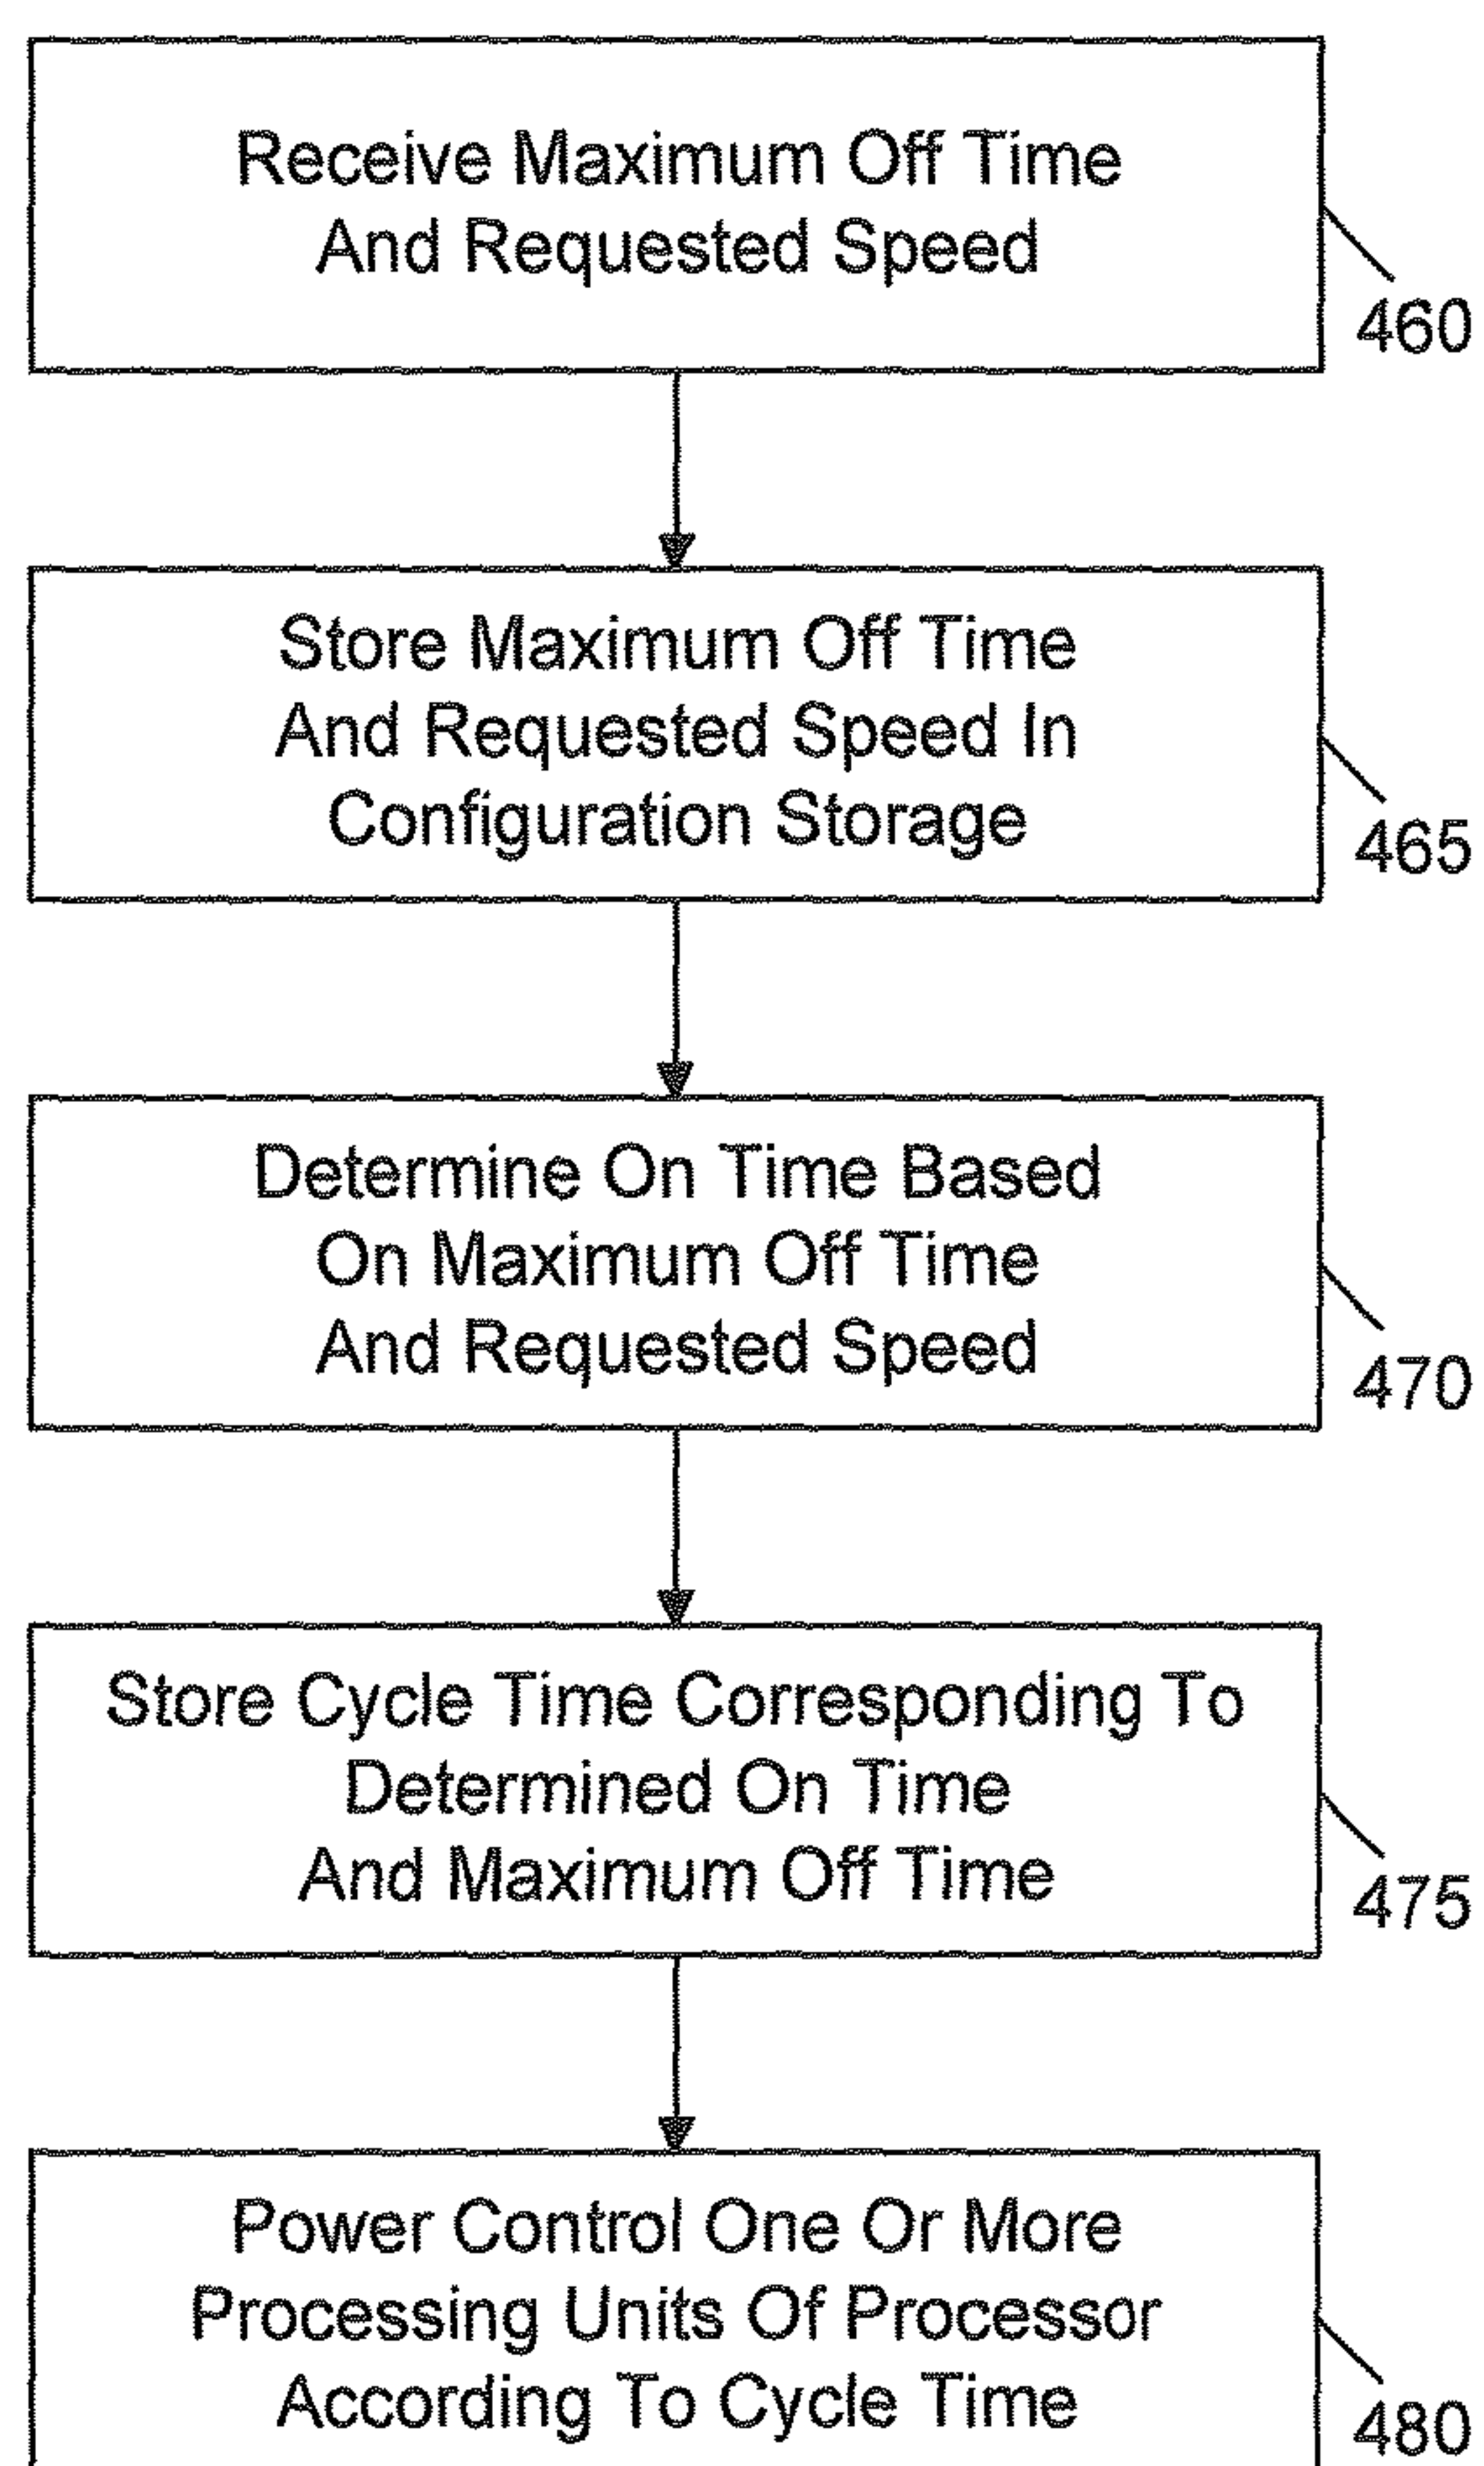 Receive Maximum Off Time
And Requested Speed
460
Store Maximum Off Time
And Requested Speed In
Configuration Storage
465
Determine On Time Based
On Maximum Off Time
And Requested Speed
470
Store Cycle Time Corresponding To
Determined On Time
And Maximum Off Time
475
Power Control One Or More
Processing Units Of Processor
According To Cycle Time
480